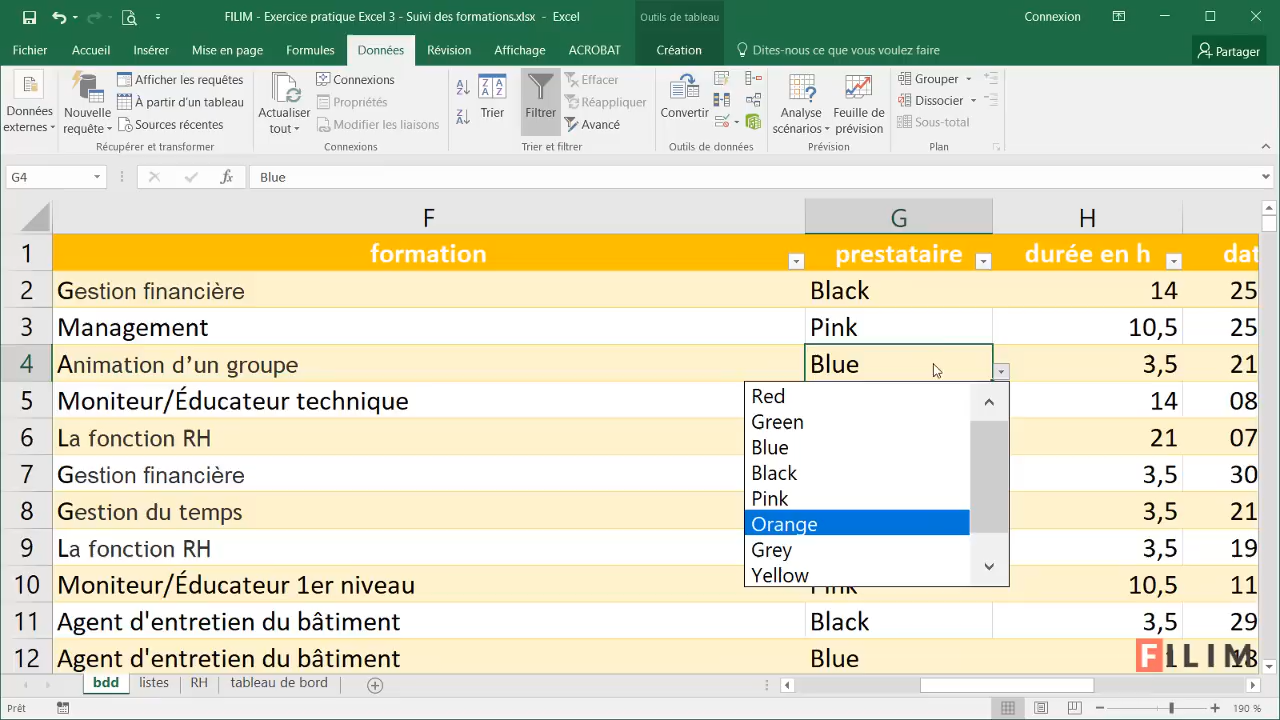 FILIM - Exercice pratique Excel 3 - Suivi des formations.xlsx - Excel
Outils de tableau
Connexion
Fichier
Accueil
Insérer
Mise en page
Formules
Données
Révision
Affichage
ACROBAT
Création
Dites-nous ce que vous voulez faire
Partager
Données
externes
Nouvelle
requête
Afficher les requêtes
À partir d'un tableau
Sources récentes
Récupérer et transformer
Actualiser
tout
Connexions
Propriétés
Modifier les liaisons
Connexions
Trier
Filtrer
Effacer
Réappliquer
Avancé
Trier et filtrer
Convertir
Outils de données
Analyse
scénarios
Feuille de
prévision
Prévision
Grouper
Dissocier
Sous-total
Plan
G4
fx
Blue
F G H
1 formation prestataire durée en h dat
2 Gestion financière Black 14 25
3 Management Pink 10,5 25
4 Animation d’un groupe Blue 3,5 21
5 Moniteur/Éducateur technique 14 08
6 La fonction RH 21 07
7 Gestion financière 3,5 30
8 Gestion du temps 3,5 21
9 La fonction RH 3,5 19
10 Moniteur/Éducateur 1er niveau Pink 10,5 11
11 Agent d'entretien du bâtiment Black 3,5 29
12 Agent d'entretien du bâtiment Blue 18
Red
Green
Blue
Black
Pink
Orange
Grey
Yellow
FILIM
bdd
listes
RH
tableau de bord
Prêt
190 %